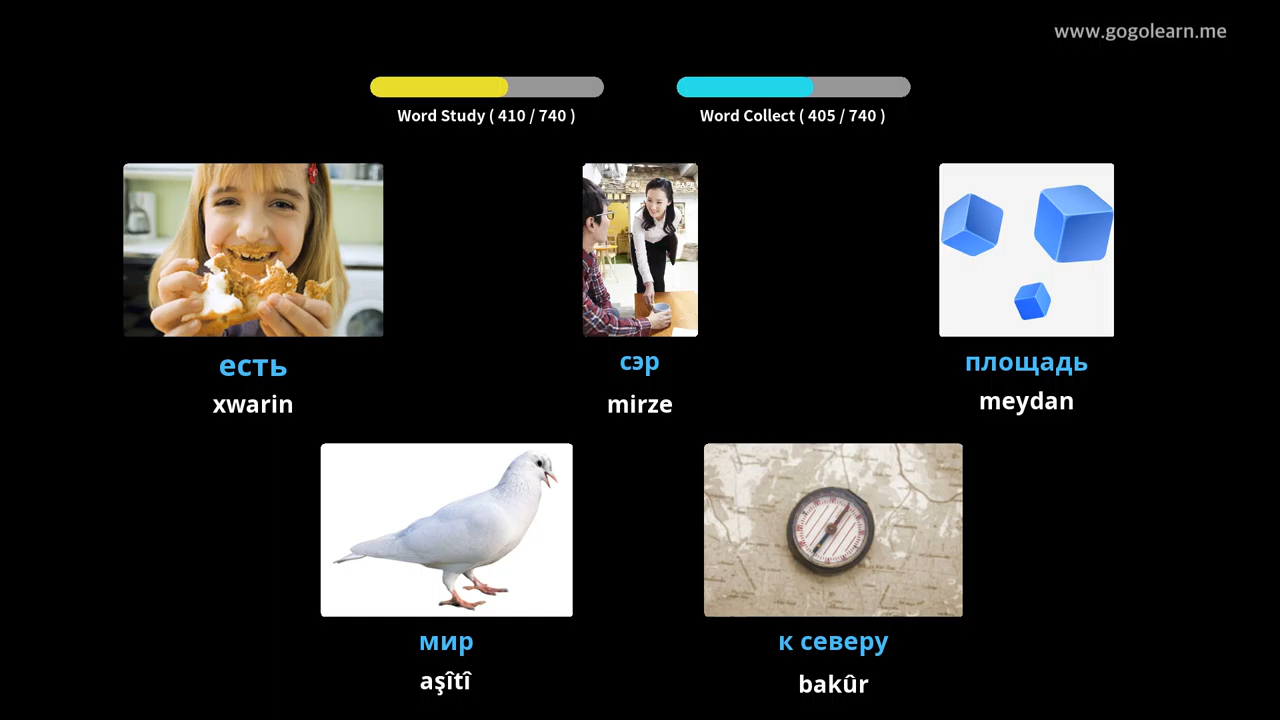 www.gogolearn.me
Word Study ( 410 / 740 )
Word Collect ( 405 / 740 )
есть
xwarin
сэр
mirze
площадь
meydan
мир
aşîtî
к северу
bakûr